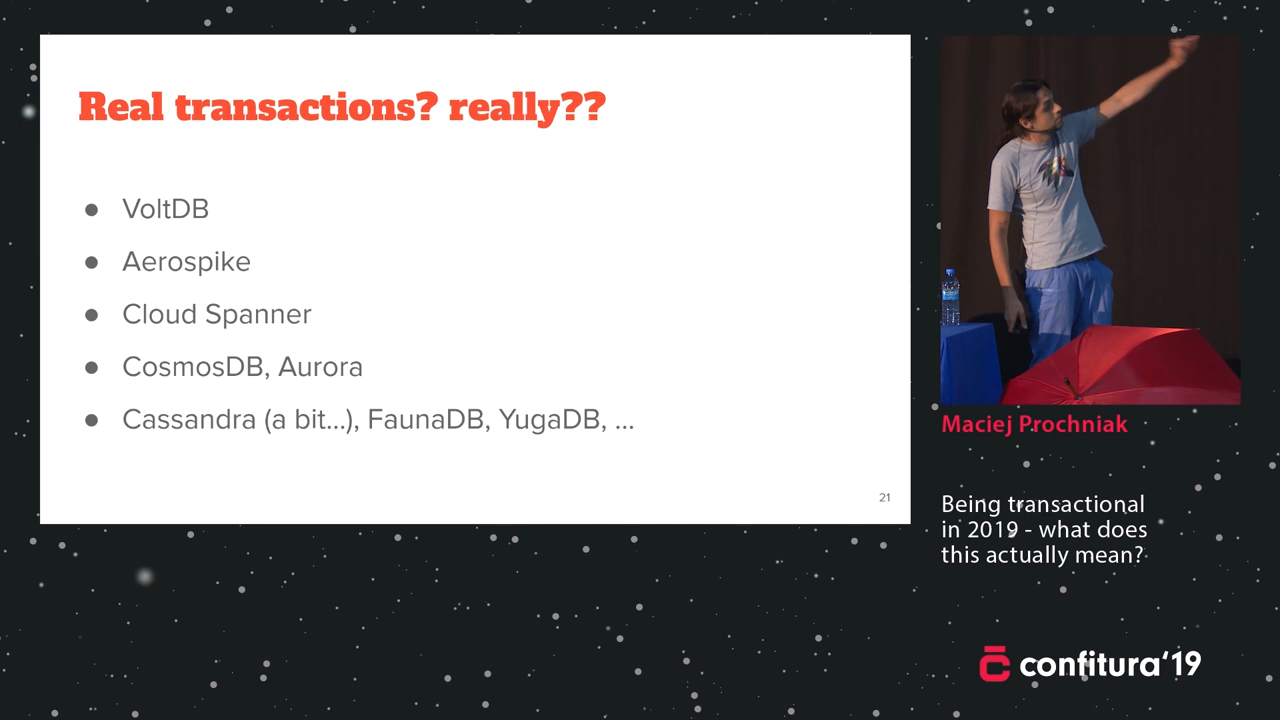 Real transactions? really??
● VoltDB
● Aerospike
● Cloud Spanner
● CosmosDB, Aurora
● Cassandra (a bit...), FaunaDB, YugaDB, ...
21
Maciej Prochniak
Being transactional
in 2019 - what does
this actually mean?
confitura‘19